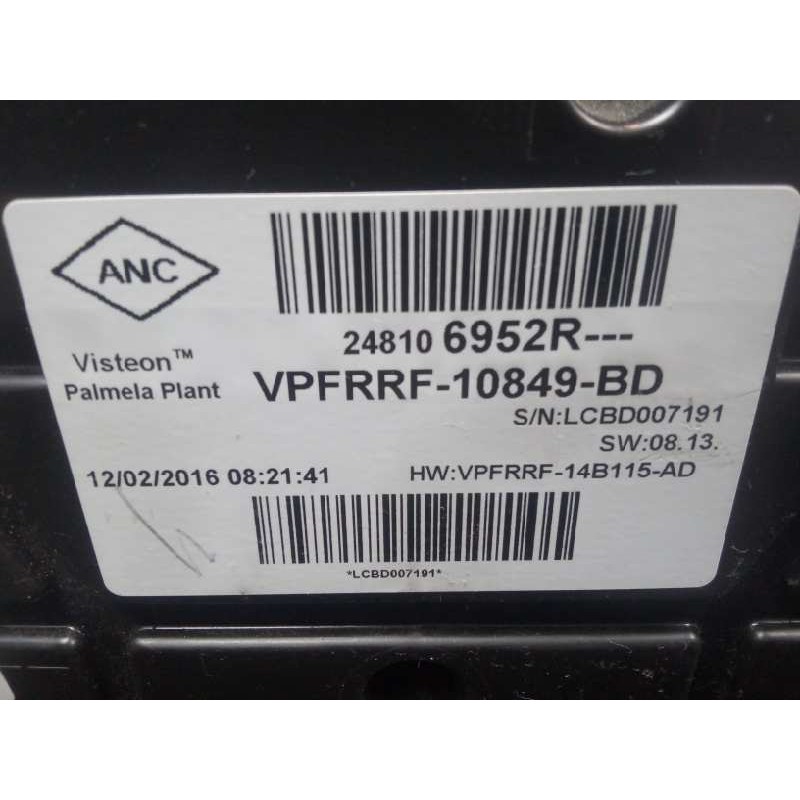 ANC
24810 6952R---
Visteon™
Palmela Plant
VPFRRF-10849-BD
S/N:LCBD007191
SW:08.13.
12/02/2016 08:21:41
HW:VPFRRF-14B115-AD
*LCBD007191*